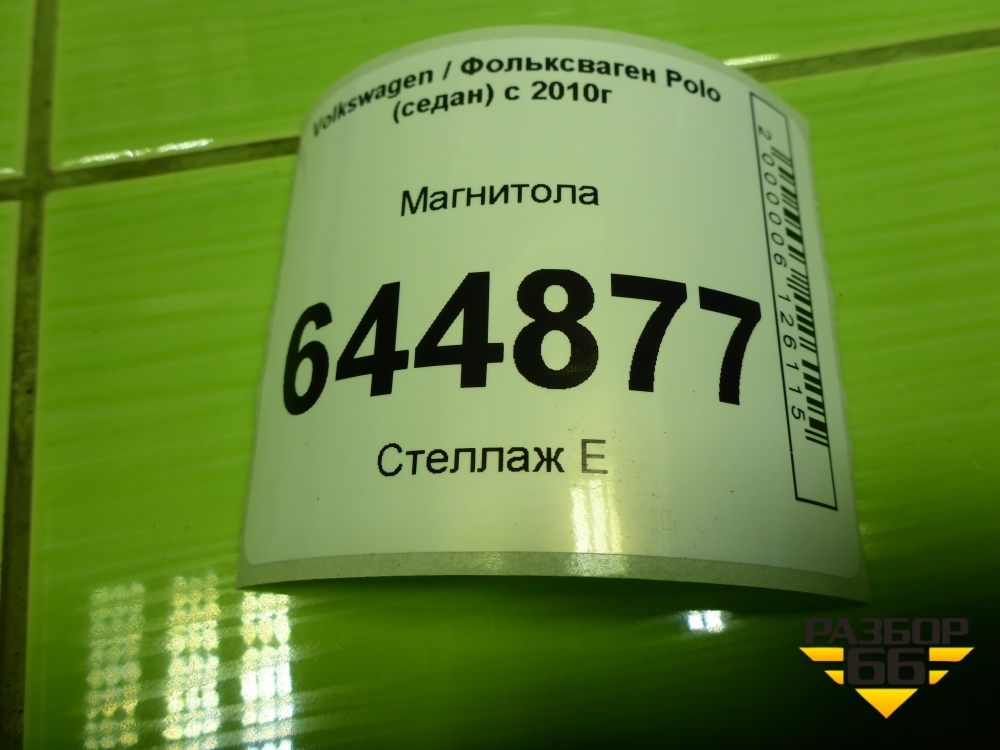 Volkswagen / Фольксваген Polo
(седан) с 2010г
Магнитола
644877
Стеллаж Е
2000006126115
РАЗБОР
66